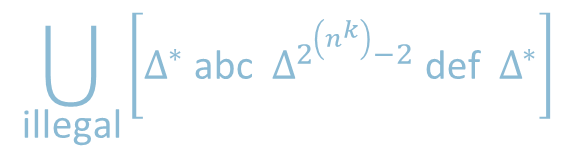 ⋃ [Δ* abc Δ^{2^{(n^k)}−2} def Δ*]
illegal